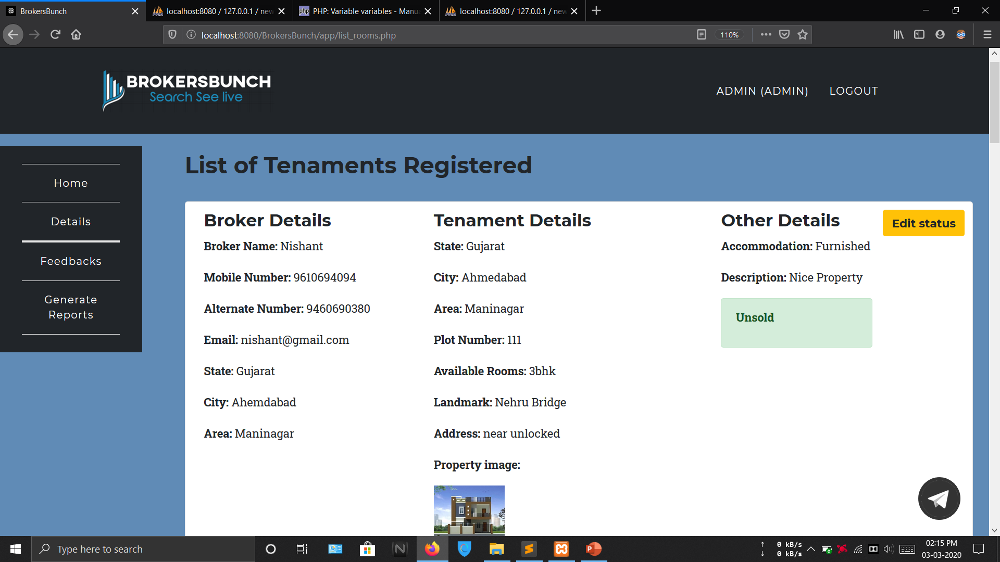 BrokersBunch
localhost:8080 / 127.0.0.1 / new
PHP: Variable variables - Manua
localhost:8080 / 127.0.0.1 / new
localhost:8080/BrokersBunch/app/list_rooms.php
110%
BROKERSBUNCH
Search See live
ADMIN (ADMIN)
LOGOUT
Home
Details
Feedbacks
Generate
Reports
List of Tenaments Registered
Broker Details
Broker Name: Nishant
Mobile Number: 9610694094
Alternate Number: 9460690380
Email: nishant@gmail.com
State: Gujarat
City: Ahemdabad
Area: Maninagar
Tenament Details
State: Gujarat
City: Ahmedabad
Area: Maninagar
Plot Number: 111
Available Rooms: 3bhk
Landmark: Nehru Bridge
Address: near unlocked
Property image:
Other Details
Edit status
Accommodation: Furnished
Description: Nice Property
Unsold
Type here to search
0 kB/s
0 kB/s
02:15 PM
03-03-2020